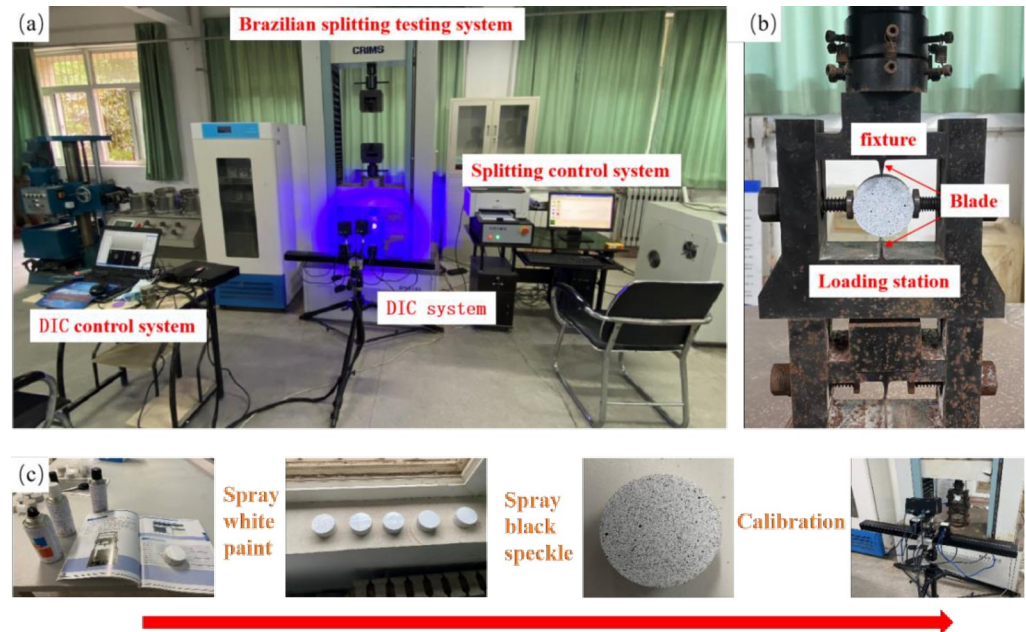 (a)
Brazilian splitting testing system
CRIMS
Splitting control system
DIC control system
DIC system
(b)
fixture
Blade
Loading station
(c)
Spray
white
paint
Spray
black
speckle
Calibration